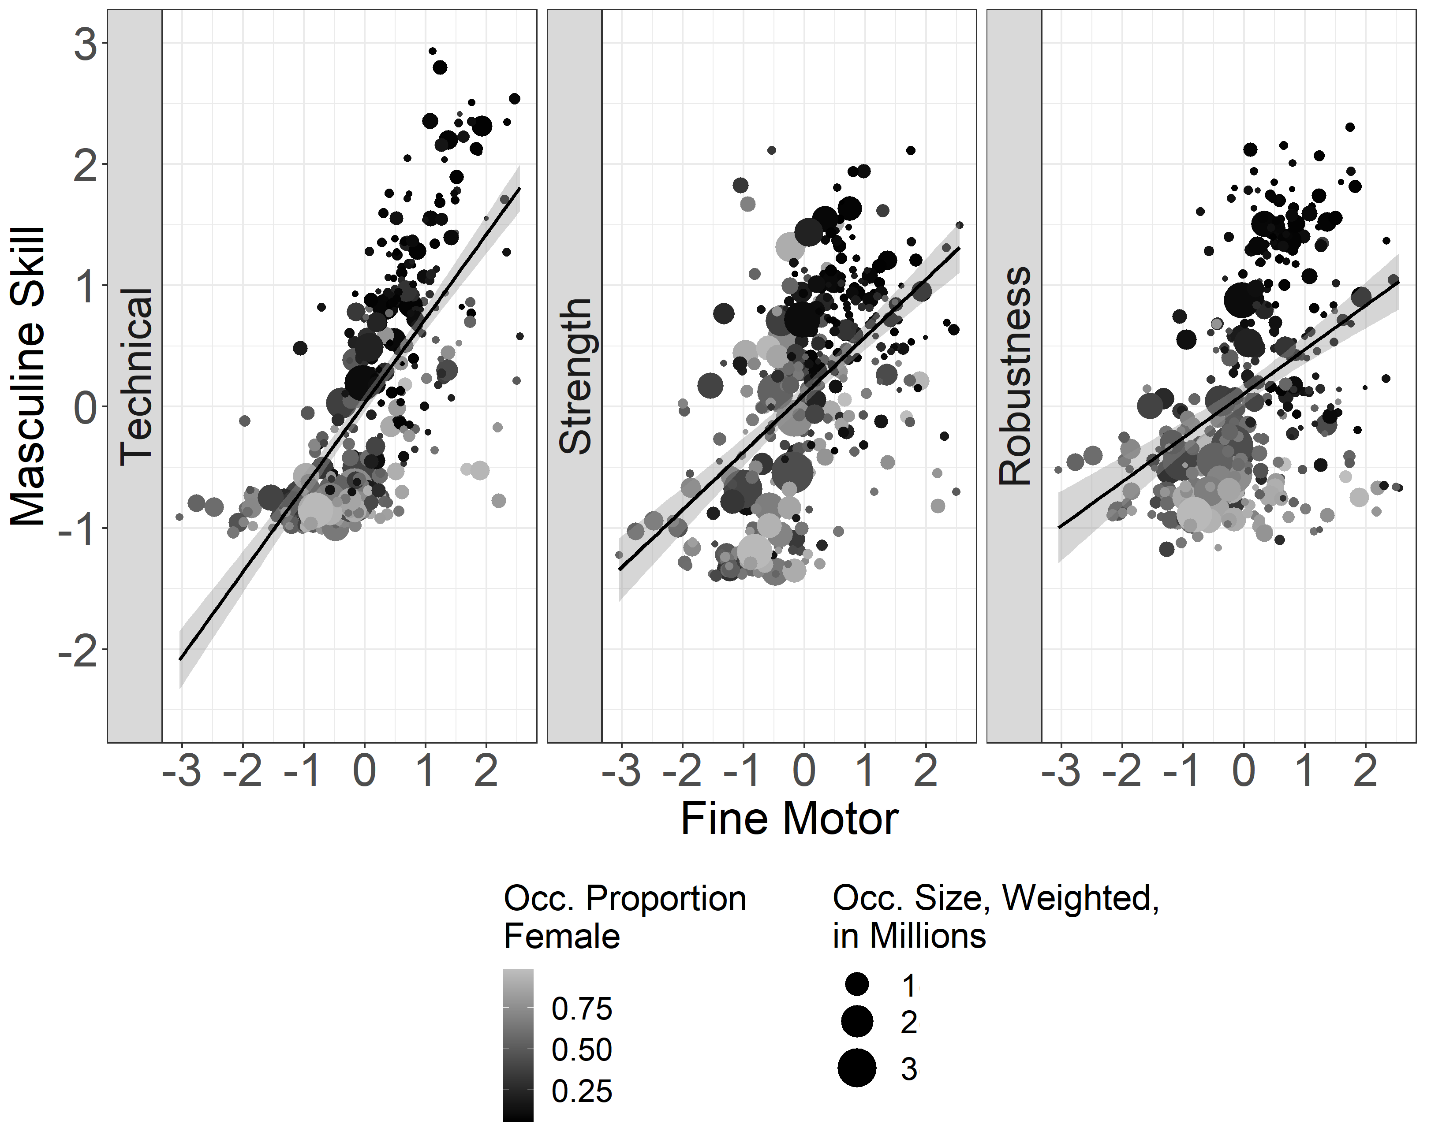 Masculine Skill
3
2
1
0
-1
-2
Technical
Strength
Robustness
-3 -2 -1 0 1 2
-3 -2 -1 0 1 2
-3 -2 -1 0 1 2
Fine Motor
Occ. Proportion
Female
0.75
0.50
0.25
Occ. Size, Weighted,
in Millions
1
2
3